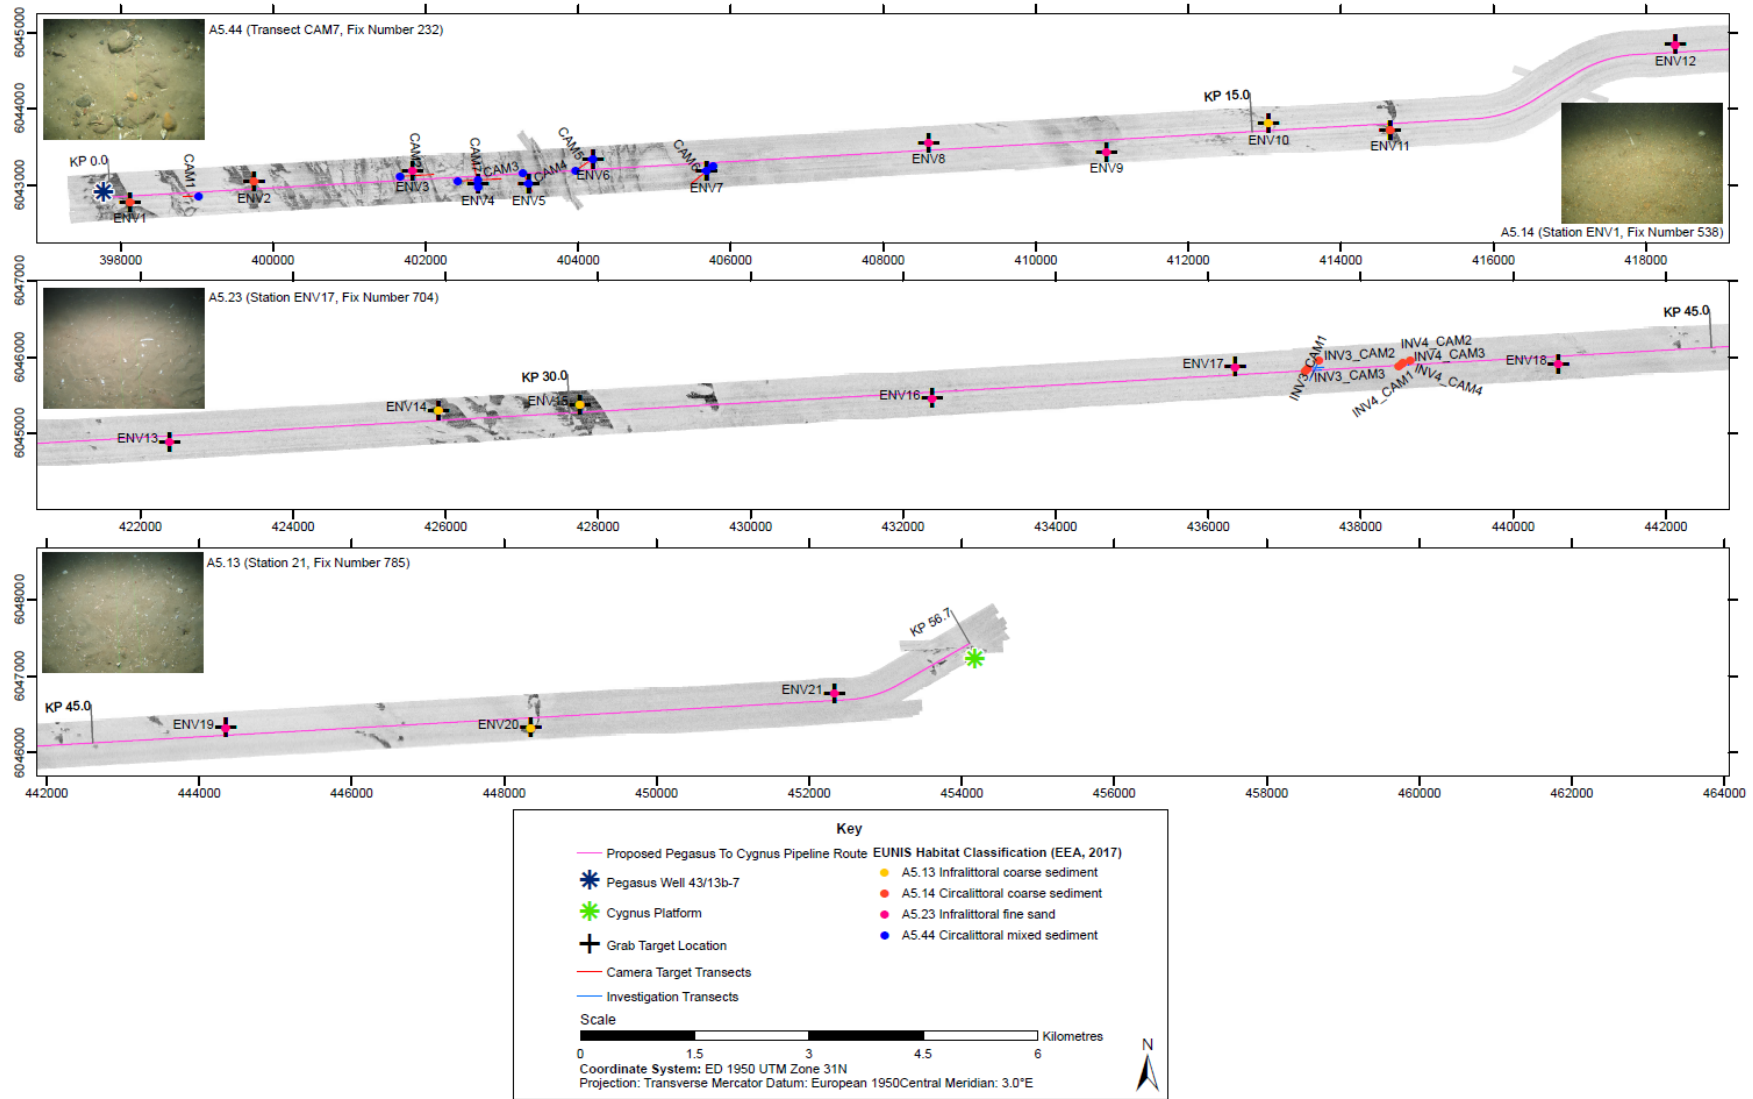 A5.44 (Transect CAM7, Fix Number 232)
6045000
6044000
6043000
KP 0.0
ENV1
CAM1
ENV2
CAM2
ENV3
CAM7
CAM3
ENV4
CAM4
ENV5
CAM5
ENV6
CAM6
ENV7
ENV8
ENV9
KP 15.0
ENV10
ENV11
ENV12
A5.14 (Station ENV1, Fix Number 538)
398000 400000 402000 404000 406000 408000 410000 412000 414000 416000 418000
A5.23 (Station ENV17, Fix Number 704)
6047000
6046000
6045000
ENV13
ENV14
KP 30.0
ENV15
ENV16
ENV17
INV3_CAM1
INV3_CAM2
INV3_CAM3
INV4_CAM2
INV4_CAM3
INV4_CAM1
INV4_CAM4
ENV18
KP 45.0
422000 424000 426000 428000 430000 432000 434000 436000 438000 440000 442000
A5.13 (Station 21, Fix Number 785)
6048000
6047000
6046000
KP 45.0
ENV19
ENV20
ENV21
KP 56.7
442000 444000 446000 448000 450000 452000 454000 456000 458000 460000 462000 464000
Key
Proposed Pegasus To Cygnus Pipeline Route
Pegasus Well 43/13b-7
Cygnus Platform
Grab Target Location
Camera Target Transects
Investigation Transects
EUNIS Habitat Classification (EEA, 2017)
A5.13 Infralittoral coarse sediment
A5.14 Circalittoral coarse sediment
A5.23 Infralittoral fine sand
A5.44 Circalittoral mixed sediment
Scale
Kilometres
0 1.5 3 4.5 6
N
Coordinate System: ED 1950 UTM Zone 31N
Projection: Transverse Mercator Datum: European 1950Central Meridian: 3.0°E